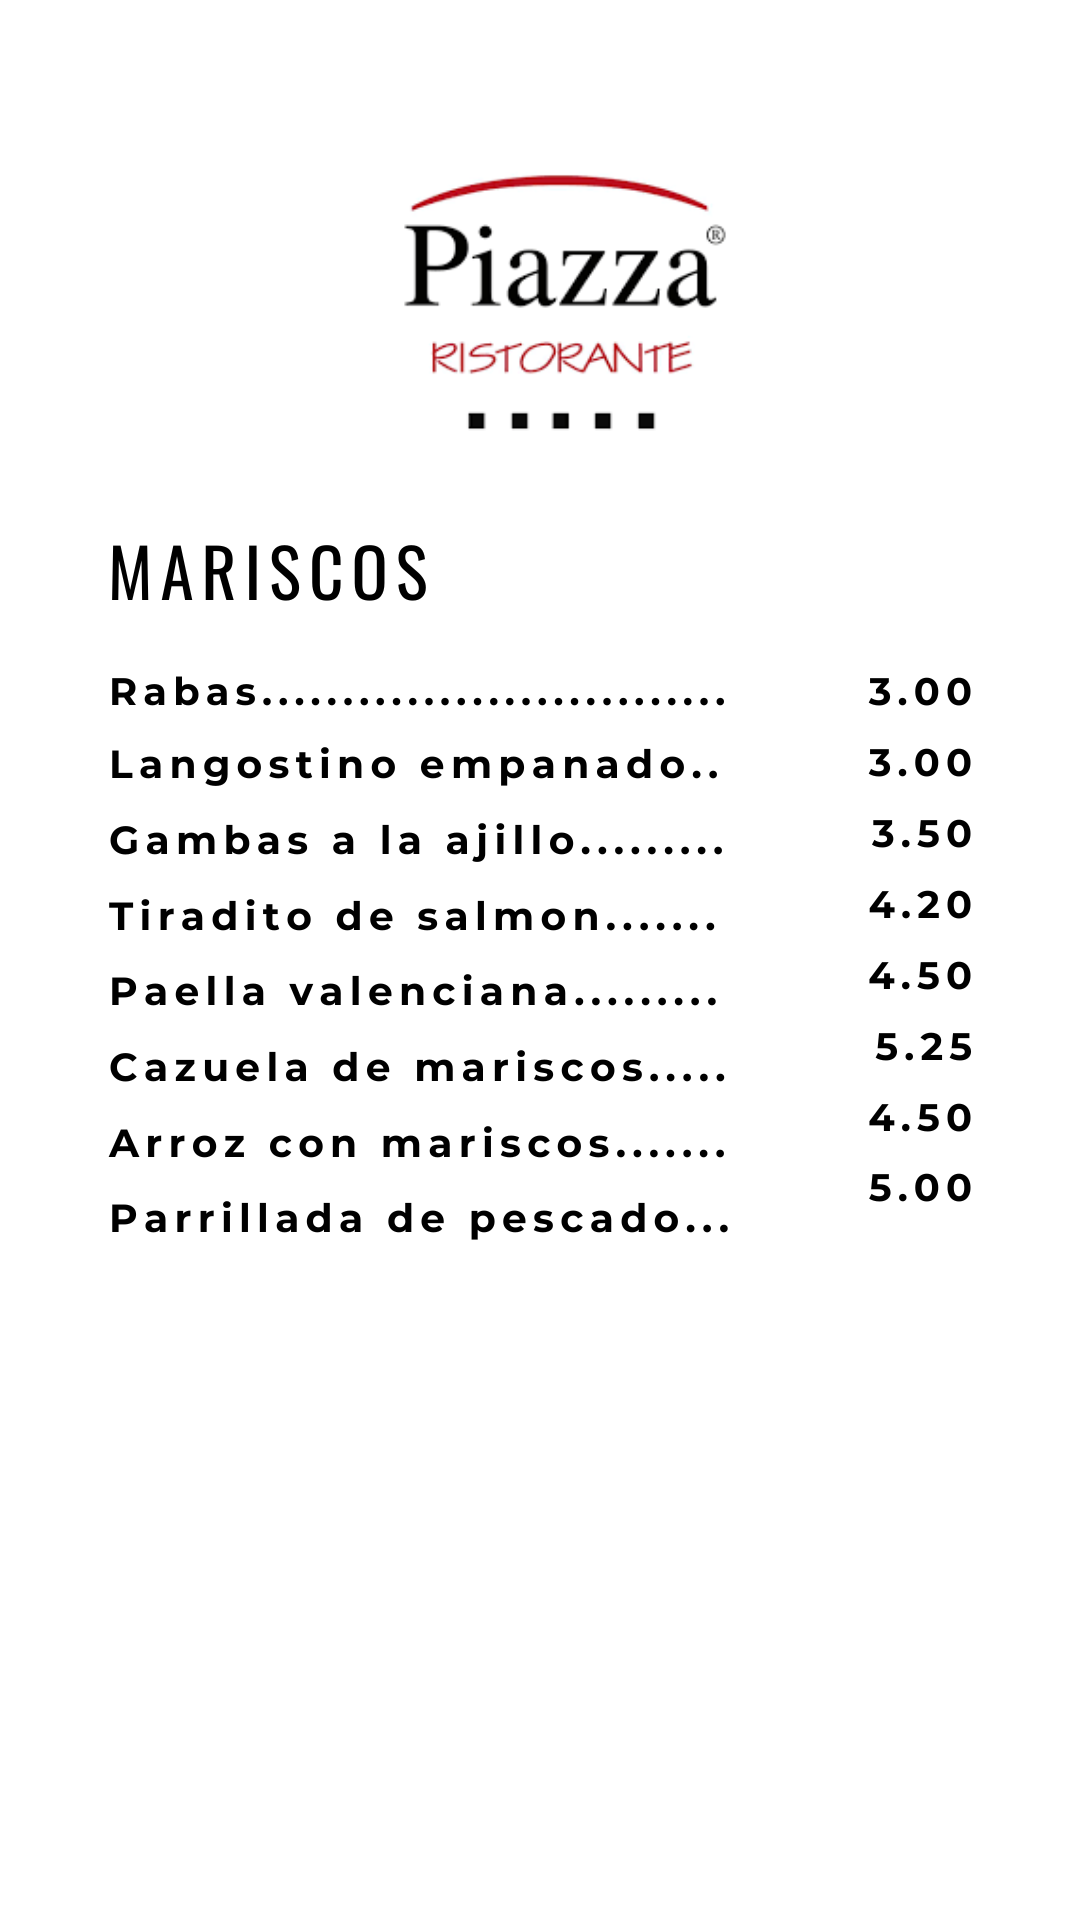 Piazza®
RISTORANTE
MARISCOS
Rabas............................. 3.00
Langostino empanado.. 3.00
Gambas a la ajillo......... 3.50
Tiradito de salmon....... 4.20
Paella valenciana......... 4.50
Cazuela de mariscos..... 5.25
Arroz con mariscos....... 4.50
Parrillada de pescado... 5.00